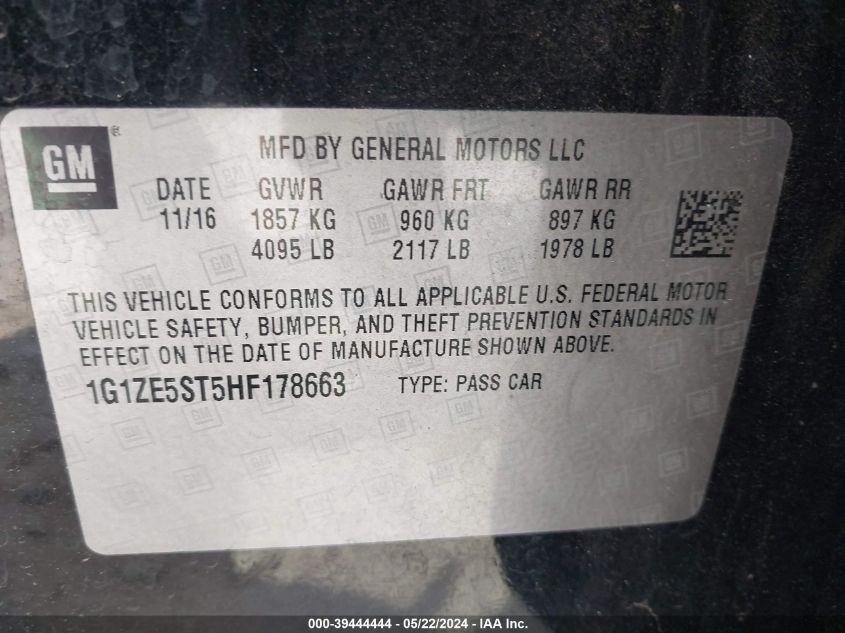 GM®
MFD BY GENERAL MOTORS LLC
DATE GVWR GAWR FRT GAWR RR
11/16 1857 KG 960 KG 897 KG
4095 LB 2117 LB 1978 LB
THIS VEHICLE CONFORMS TO ALL APPLICABLE U.S. FEDERAL MOTOR
VEHICLE SAFETY, BUMPER, AND THEFT PREVENTION STANDARDS IN
EFFECT ON THE DATE OF MANUFACTURE SHOWN ABOVE.
1G1ZE5ST5HF178663 TYPE: PASS CAR
000-39444444 - 05/22/2024 - IAA Inc.